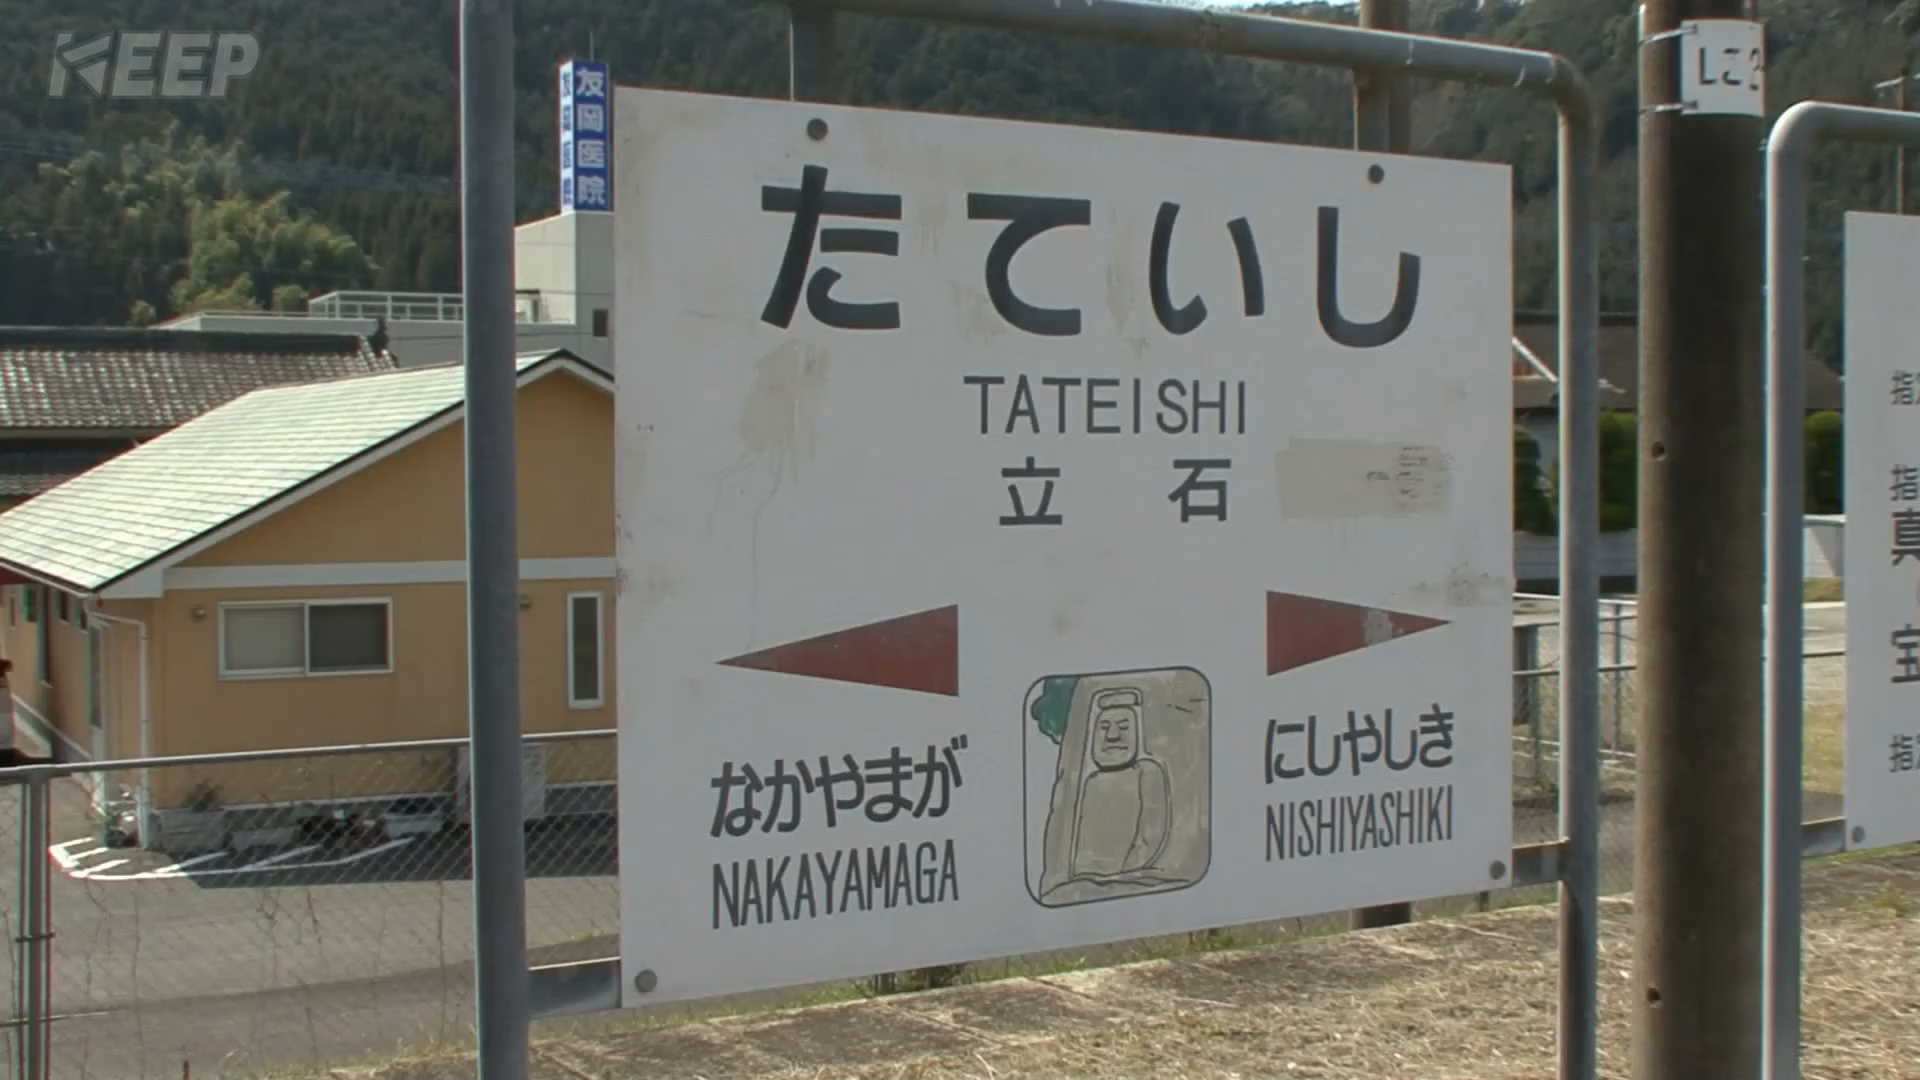 KEEP
友岡医院
たていし
TATEISHI
立石
なかやまが
NAKAYAMAGA
にしやしき
NISHIYASHIKI